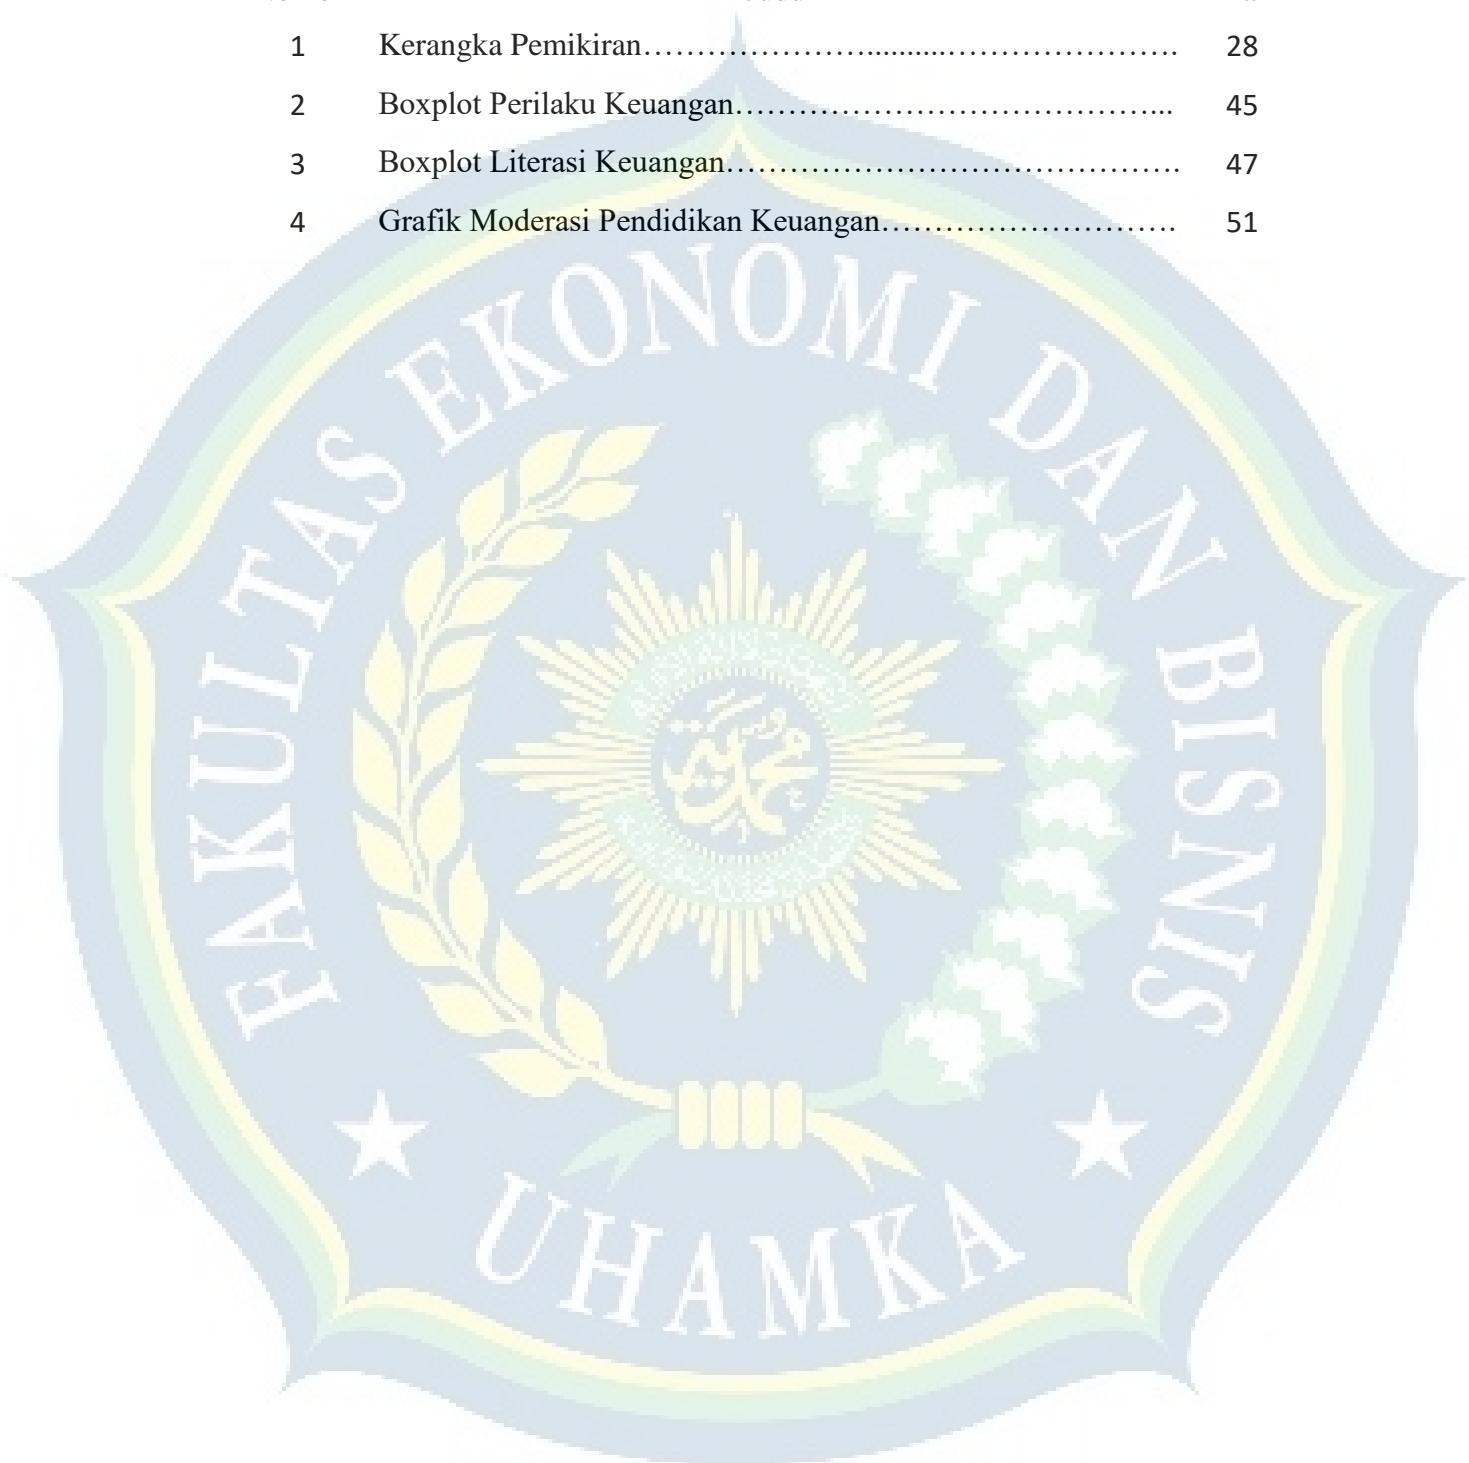 1 Kerangka Pemikiran…………………..........…………………. 28
2 Boxplot Perilaku Keuangan…………………………………... 45
3 Boxplot Literasi Keuangan……………………………………. 47
4 Grafik Moderasi Pendidikan Keuangan………………………. 51
FAKULTAS EKONOMI DAN BISNIS
محمدية
UHAMKA